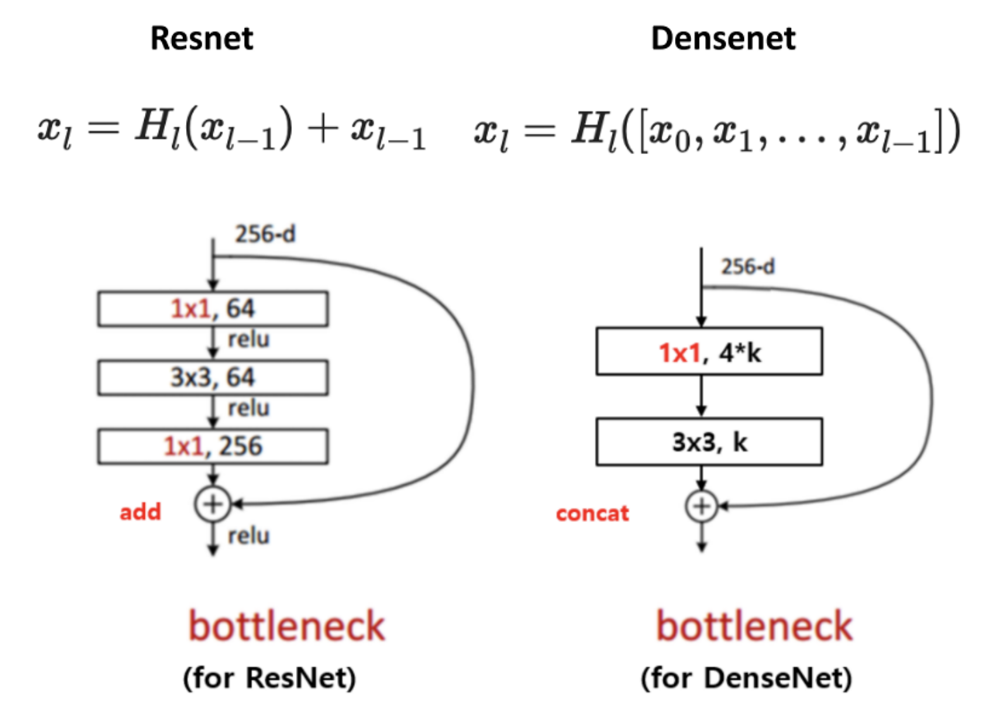 Resnet
x_l = H_l(x_{l-1}) + x_{l-1}
256-d
1x1, 64
relu
3x3, 64
relu
1x1, 256
add
+
relu
bottleneck
(for ResNet)
Densenet
x_l = H_l([x_0, x_1, . . . , x_{l-1}])
256-d
1x1, 4*k
3x3, k
concat
+
bottleneck
(for DenseNet)